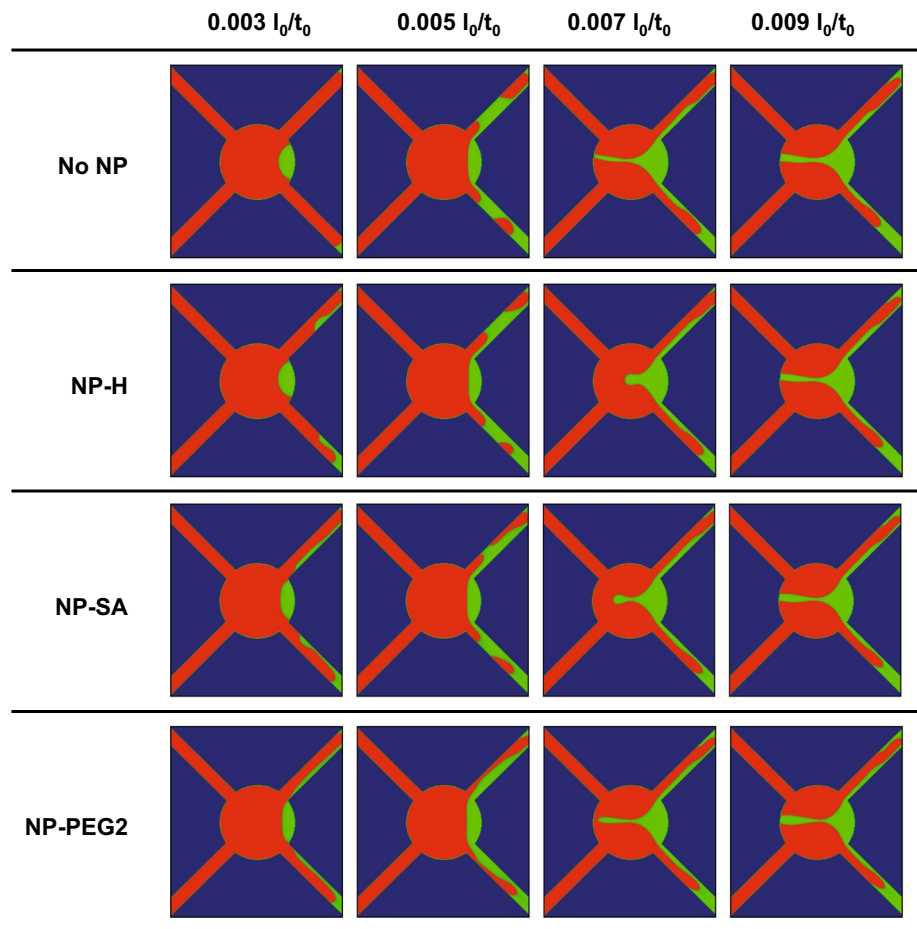 0.003 l₀/t₀ 0.005 l₀/t₀ 0.007 l₀/t₀ 0.009 l₀/t₀
No NP
NP-H
NP-SA
NP-PEG2